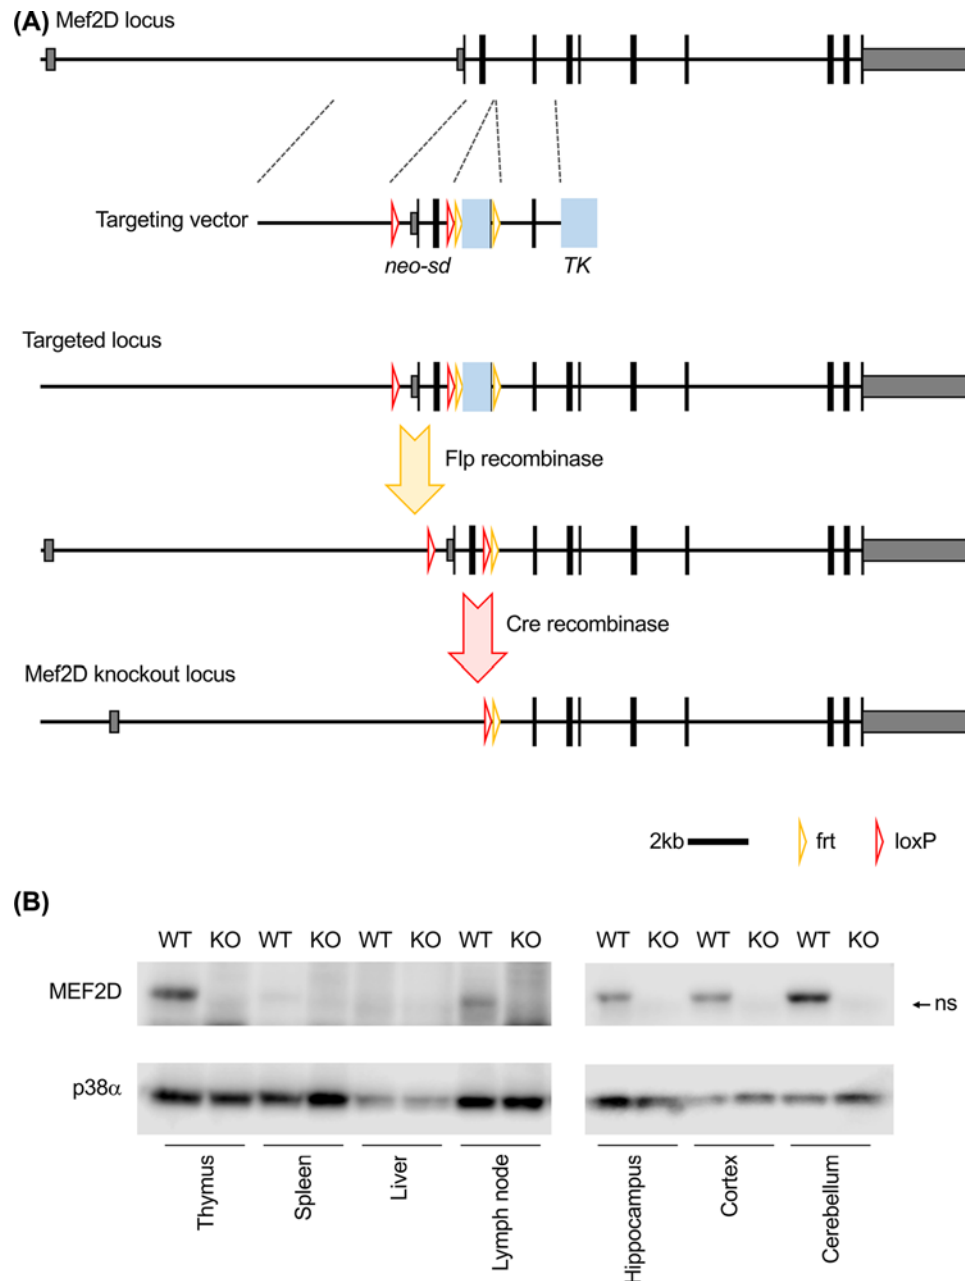 (A) Mef2D locus
Targeting vector
neo-sd TK
Targeted locus
Flp recombinase
Cre recombinase
Mef2D knockout locus
2kb frt loxP
(B)
WT KO WT KO WT KO WT KO WT KO WT KO WT KO
MEF2D
ns
p38α
Thymus
Spleen
Liver
Lymph node
Hippocampus
Cortex
Cerebellum